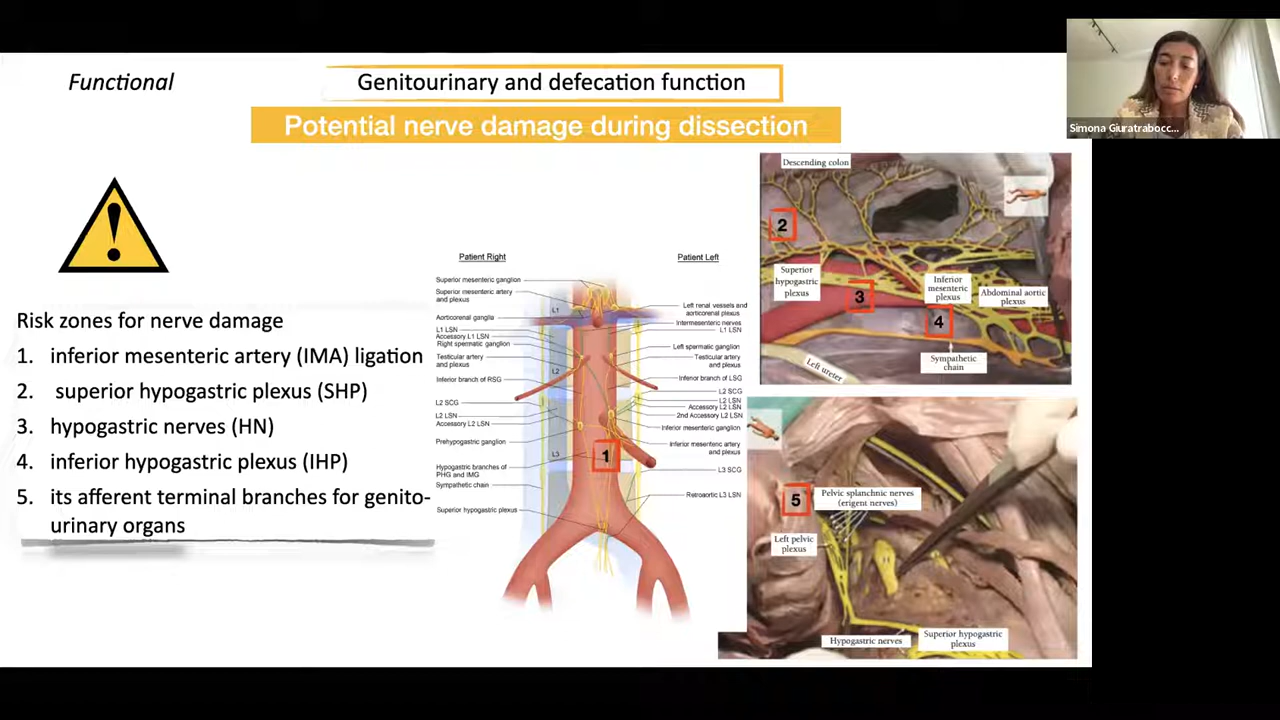 Functional
Genitourinary and defecation function
Potential nerve damage during dissection
Simona Giuratrabocc...
Risk zones for nerve damage
1. inferior mesenteric artery (IMA) ligation
2. superior hypogastric plexus (SHP)
3. hypogastric nerves (HN)
4. inferior hypogastric plexus (IHP)
5. its afferent terminal branches for genito-
urinary organs
Patient Right
Patient Left
Superior mesenteric ganglion
Superior mesenteric artery
and plexus
Aorticorenal ganglia
L1 LSN
Accessory L1 LSN
Right spermatic ganglion
Testicular artery
and plexus
Inferior branch of RSG
L2 SCG
L2 LSN
Accessory L2 LSN
Prehypogastric ganglion
Hypogastric branches of
PHG and IMG
Sympathetic chain
Superior hypogastric plexus
L1
L2
L3
1
Left renal vessels and
aorticorenal plexus
Intermesenteric nerves
L1 LSN
Left spermatic ganglion
Testicular artery
and plexus
Inferior branch of LSG
L2 SCG
L2 LSN
Accessory L2 LSN
2nd Accessory L2 LSN
Inferior mesenteric ganglion
Inferior mesenteric artery
and plexus
L3 SCG
Retroaortic L3 LSN
Descending colon
2
Superior
hypogastric
plexus
3
Inferior
mesenteric
plexus
Abdominal aortic
plexus
4
Sympathetic
chain
Left ureter
5
Pelvic splanchnic nerves
(erigent nerves)
Left pelvic
plexus
Hypogastric nerves
Superior hypogastric
plexus